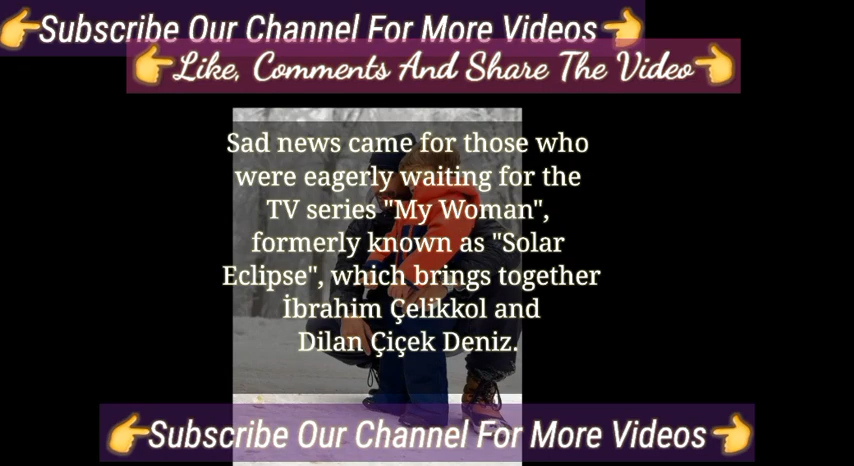 👉Subscribe Our Channel For More Videos👈
👉Like, Comments And Share The Video👈
Sad news came for those who
were eagerly waiting for the
TV series "My Woman",
formerly known as "Solar
Eclipse", which brings together
İbrahim Çelikkol and
Dilan Çiçek Deniz.
👉Subscribe Our Channel For More Videos👈